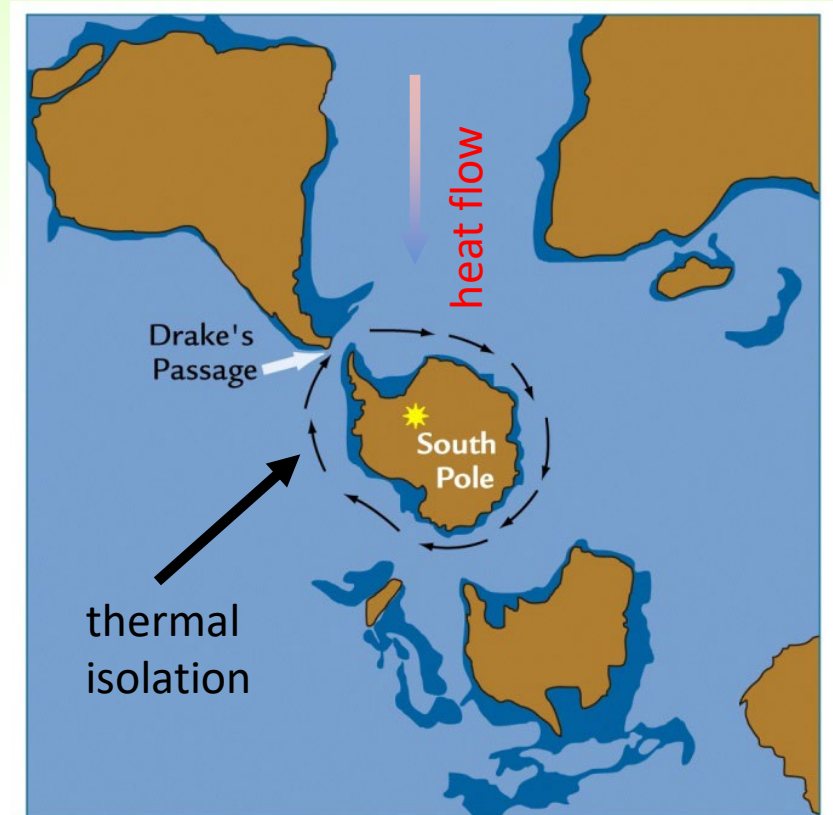 heat flow
Drake's
Passage
South
Pole
thermal
isolation